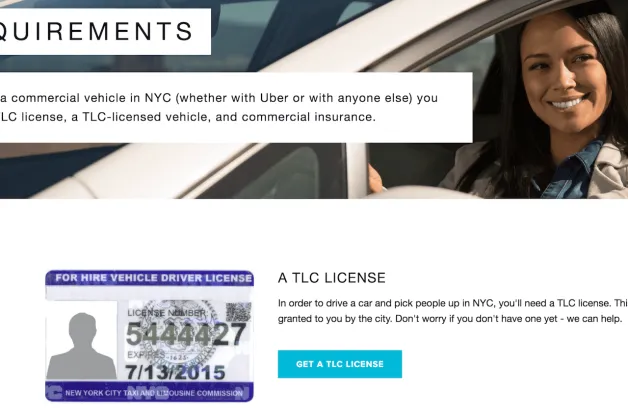 QUIREMENTS
a commercial vehicle in NYC (whether with Uber or with anyone else) you
LC license, a TLC-licensed vehicle, and commercial insurance.
FOR HIRE VEHICLE DRIVER LICENSE
LICENSE NUMBER:
5444427
EXPIRES
7/13/2015
NYC
NEW YORK CITY TAXI AND LIMOUSINE COMMISSION
A TLC LICENSE
In order to drive a car and pick people up in NYC, you'll need a TLC license. Thi
granted to you by the city. Don't worry if you don't have one yet - we can help.
GET A TLC LICENSE